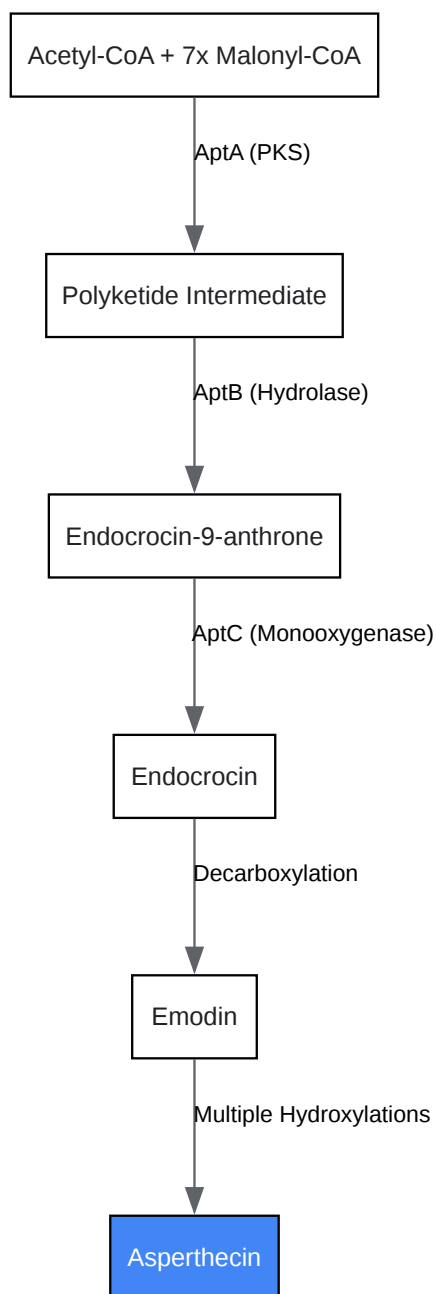 Acetyl-CoA + 7x Malonyl-CoA
AptA (PKS)
Polyketide Intermediate
AptB (Hydrolase)
Endocrocin-9-anthrone
AptC (Monooxygenase)
Endocrocin
Decarboxylation
Emodin
Multiple Hydroxylations
Asperthecin